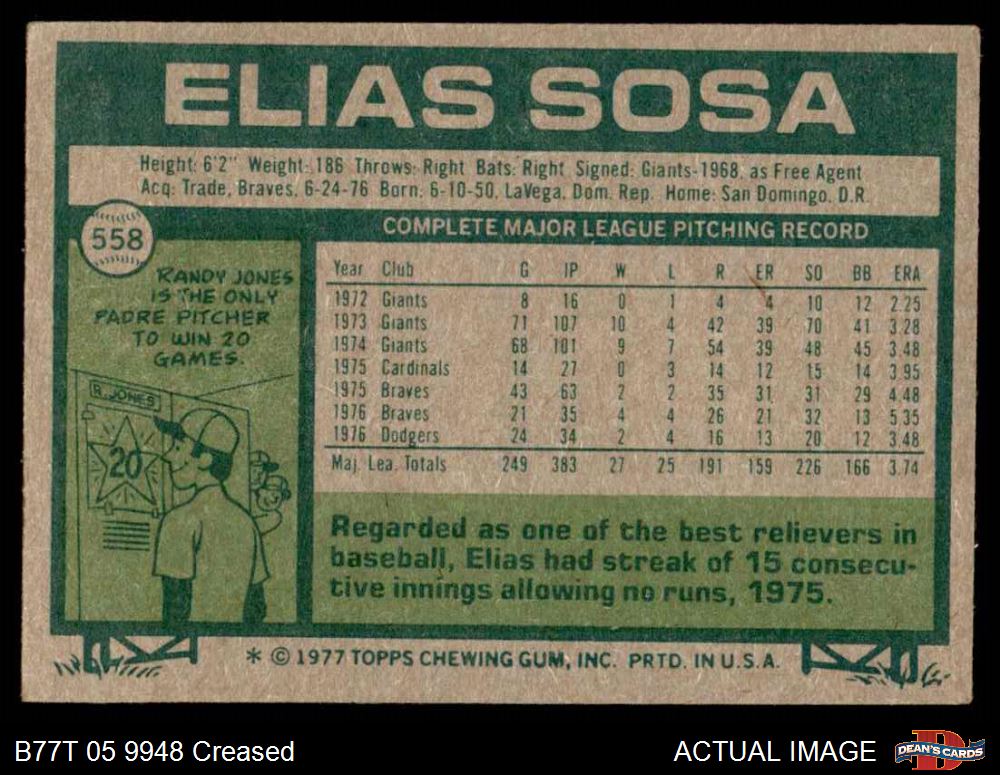 ELIAS SOSA
Height: 6'2" Weight: 186 Throws: Right Bats: Right Signed: Giants-1968, as Free Agent
Acq: Trade, Braves, 6-24-76 Born: 6-10-50, LaVega, Dom. Rep. Home: San Domingo, D.R.
558
COMPLETE MAJOR LEAGUE PITCHING RECORD
RANDY JONES
IS THE ONLY
PADRE PITCHER
TO WIN 20
GAMES.
R. JONES
20
Year Club G IP W L R ER SO BB ERA
1972 Giants 8 16 0 1 4 4 10 12 2.25
1973 Giants 71 107 10 4 42 39 70 41 3.28
1974 Giants 68 101 9 7 54 39 48 45 3.48
1975 Cardinals 14 27 0 3 14 12 15 14 3.95
1975 Braves 43 63 2 2 35 31 31 29 4.48
1976 Braves 21 35 4 4 26 21 32 13 5.35
1976 Dodgers 24 34 2 4 16 13 20 12 3.48
Maj. Lea. Totals 249 383 27 25 191 159 226 166 3.74
Regarded as one of the best relievers in
baseball, Elias had streak of 15 consecu-
tive innings allowing no runs, 1975.
* © 1977 TOPPS CHEWING GUM, INC. PRTD. IN U.S.A.
B77T 05 9948 Creased
ACTUAL IMAGE
D
DEAN'S CARDS